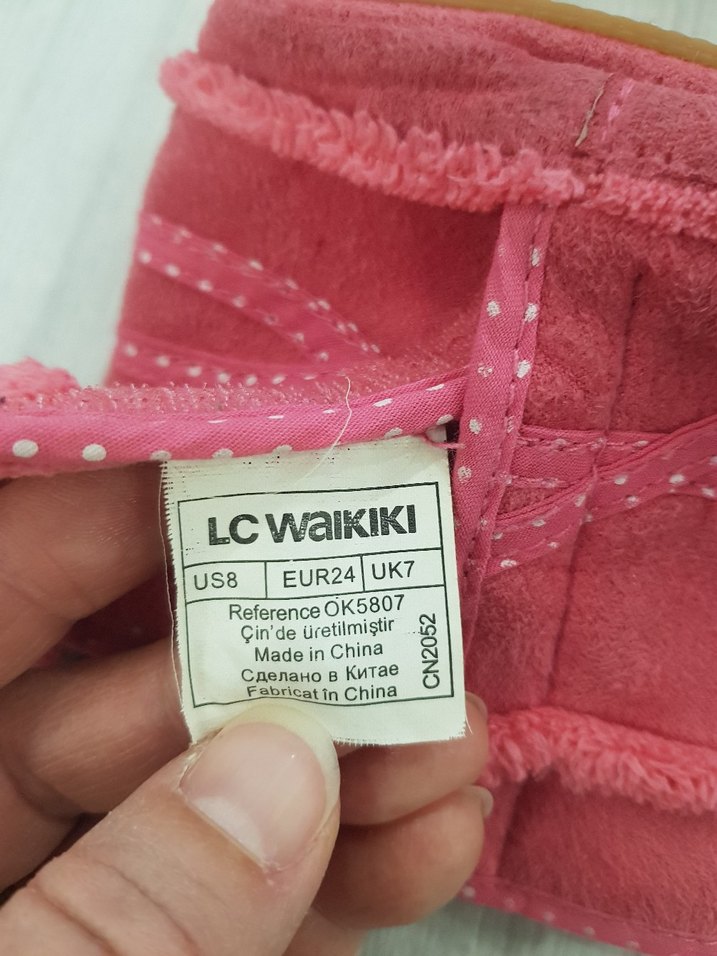 LC WAIKIKI
US8 EUR24 UK7
Reference OK5807
Çin'de üretilmiştir
Made in China
Сделано в Китае
Fabricat în China
CN2052